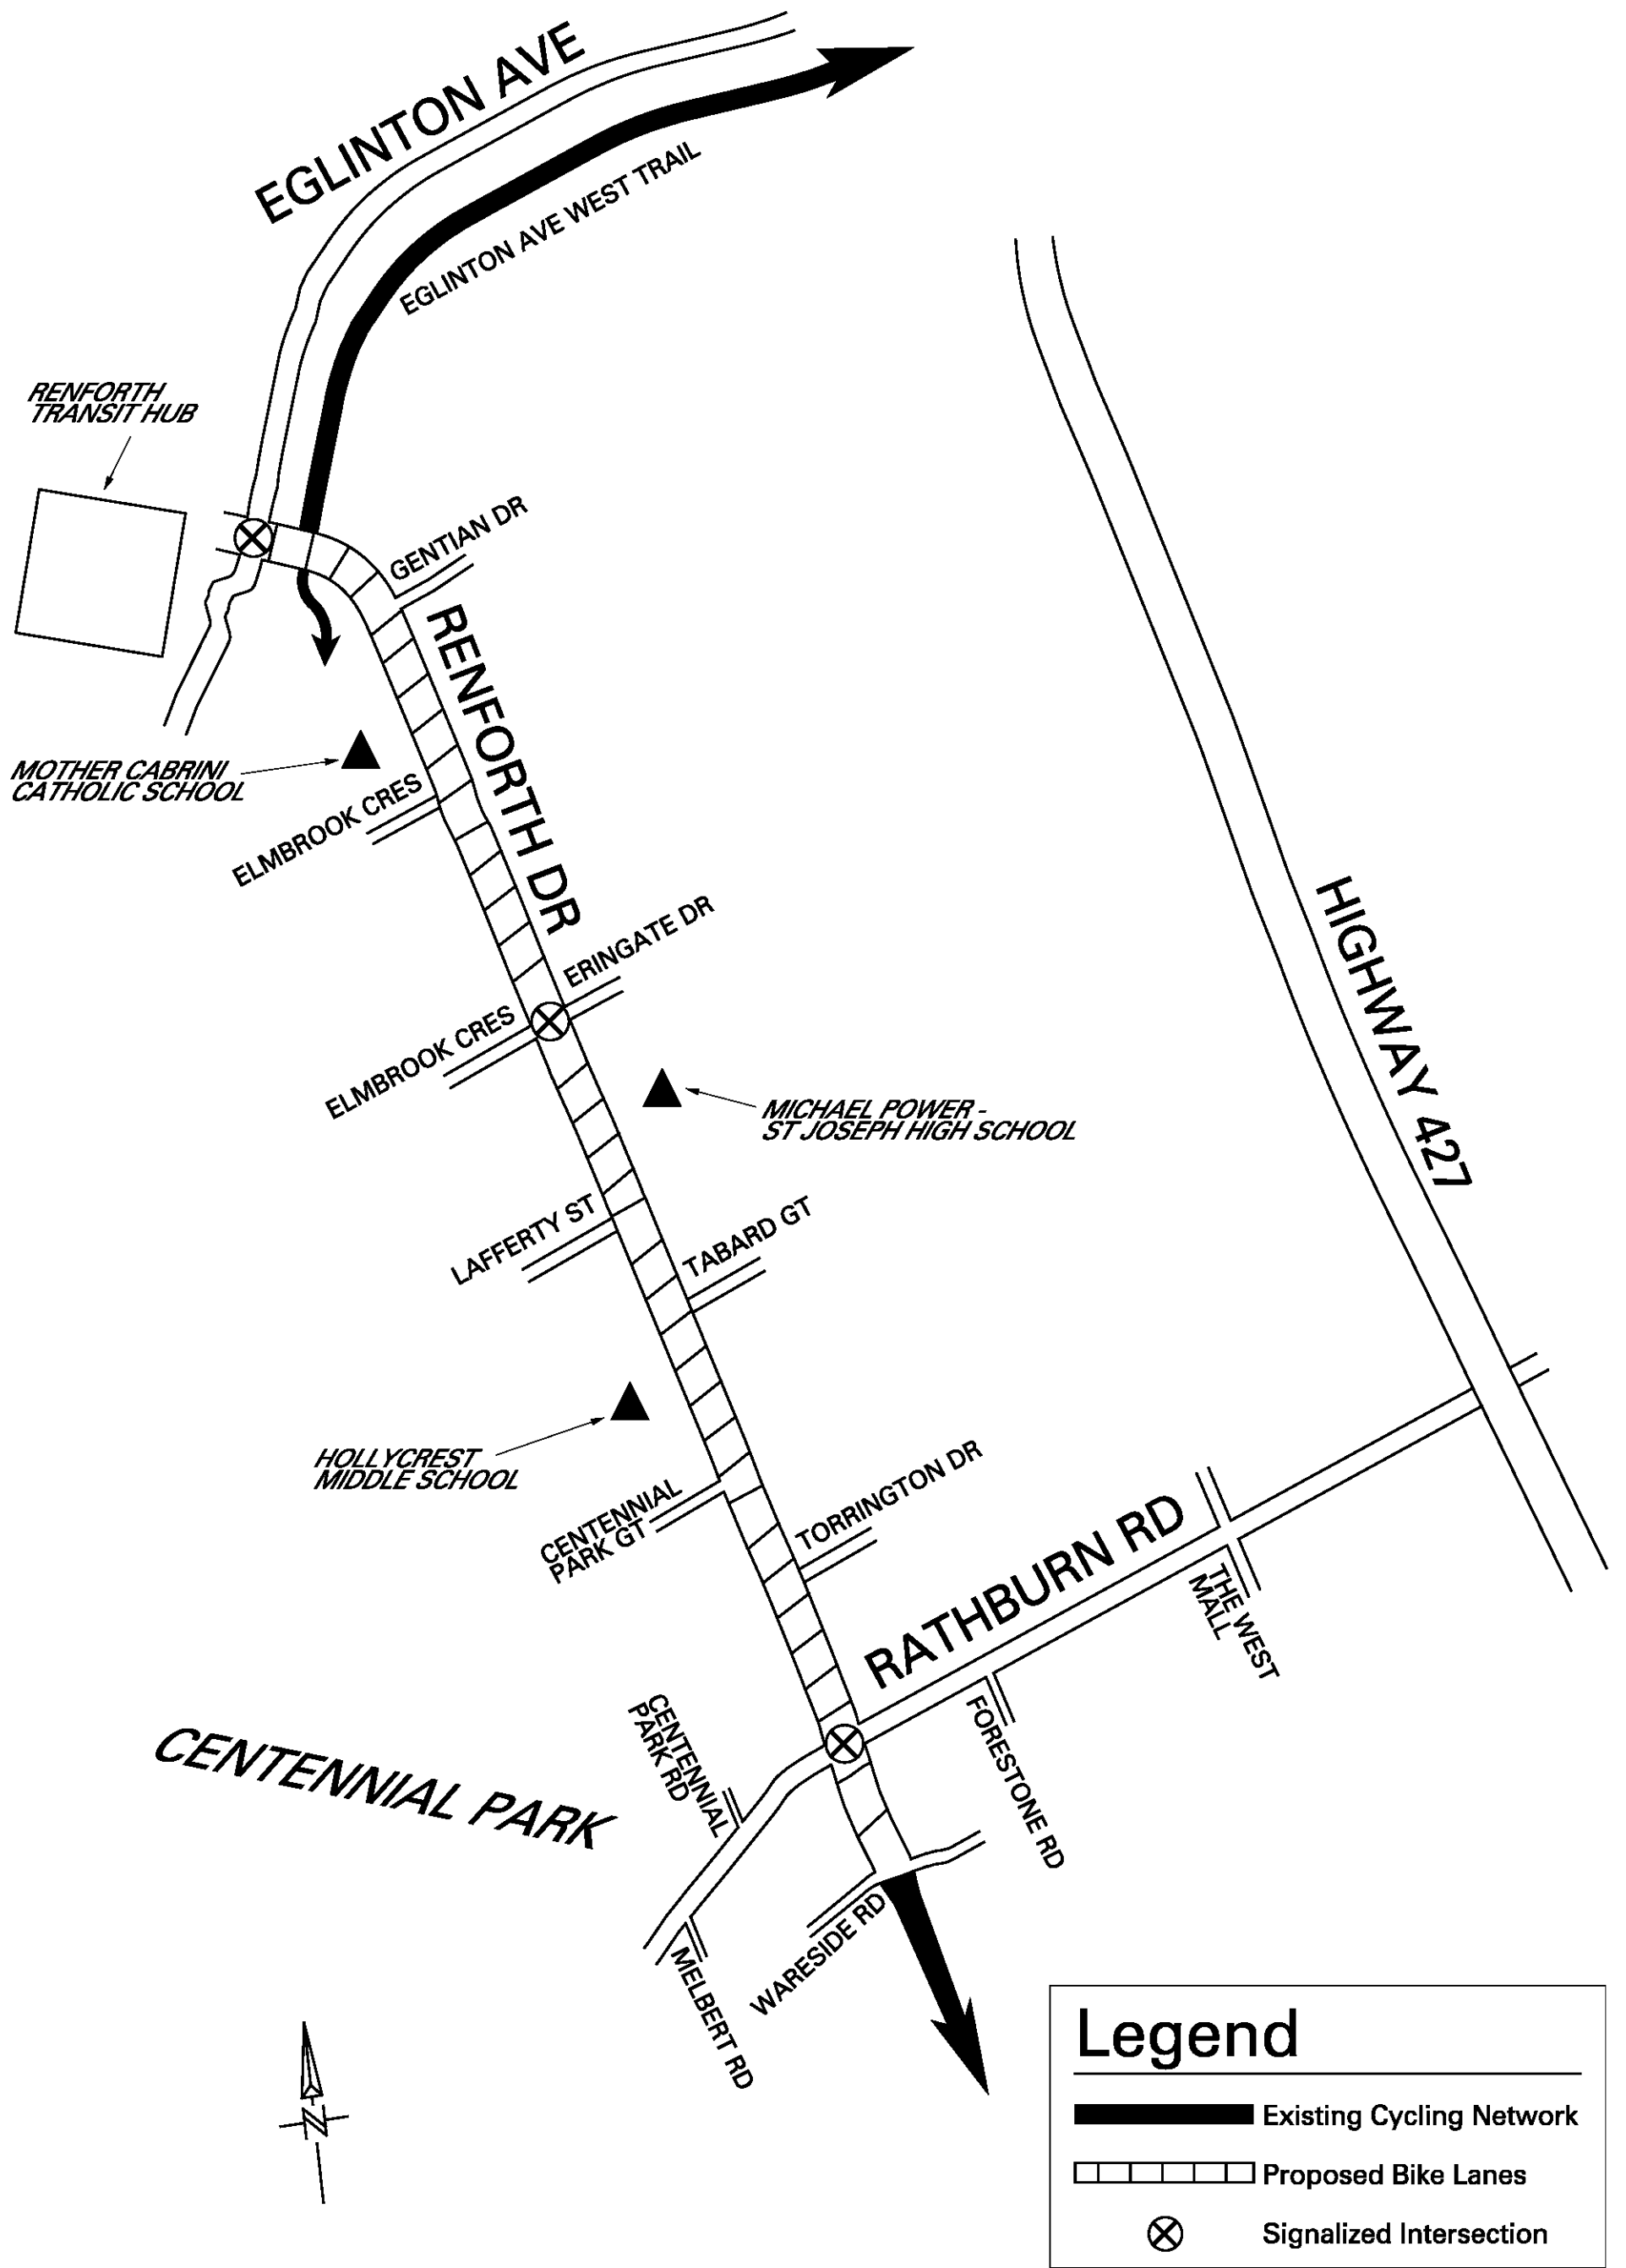 EGLINTON AVE
EGLINTON AVE WEST TRAIL
RENFORTH
TRANSIT HUB
GENTIAN DR
RENFORTH DR
MOTHER CABRINI
CATHOLIC SCHOOL
ELMBROOK CRES
ERINGATE DR
HIGHWAY 427
ELMBROOK CRES
MICHAEL POWER -
ST JOSEPH HIGH SCHOOL
LAFFERTY ST
TABARD GT
HOLLYCREST
MIDDLE SCHOOL
CENTENNIAL
PARK GT
TORRINGTON DR
RATHBURN RD
THE WEST
MALL
CENTENNIAL
PARK RD
FORESTONE RD
CENTENNIAL PARK
WARESIDE RD
MELBERT RD
N
Legend
Existing Cycling Network
Proposed Bike Lanes
Signalized Intersection